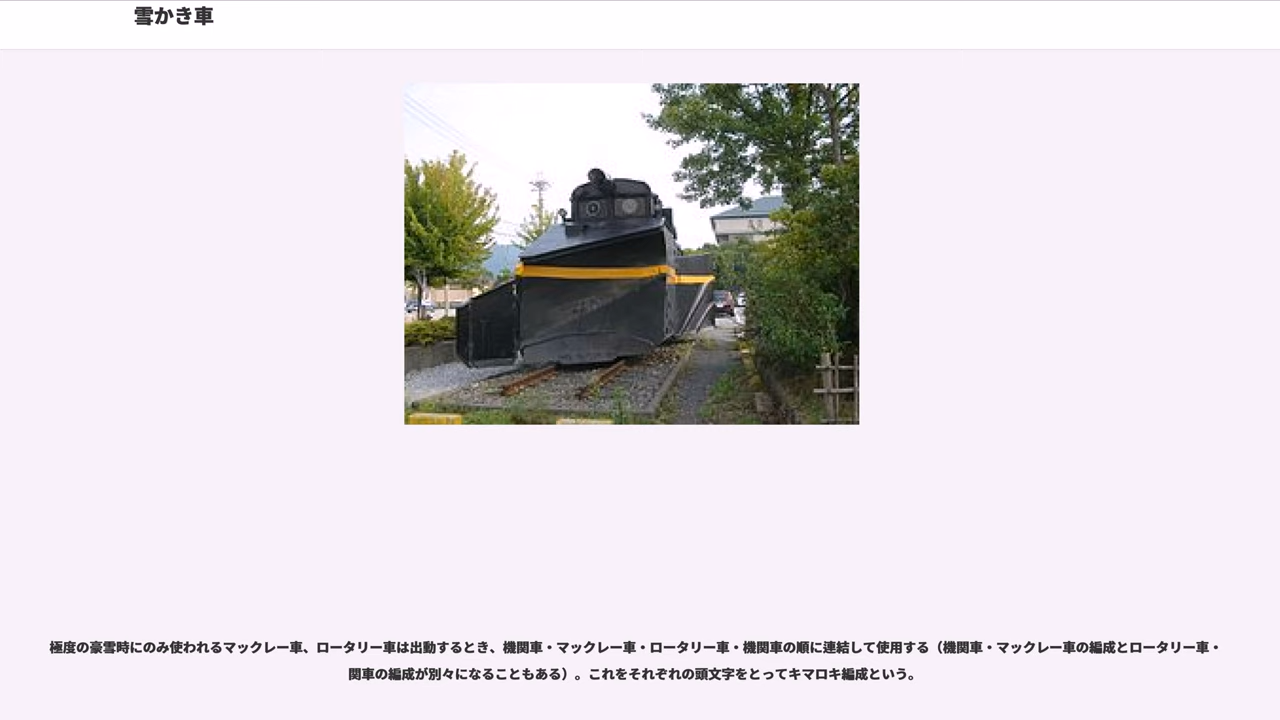 雪かき車
極度の豪雪時にのみ使われるマックレー車、ロータリー車は出動するとき、機関車・マックレー車・ロータリー車・機関車の順に連結して使用する（機関車・マックレー車の編成とロータリー車・
関車の編成が別々になることもある）。これをそれぞれの頭文字をとってキマロキ編成という。